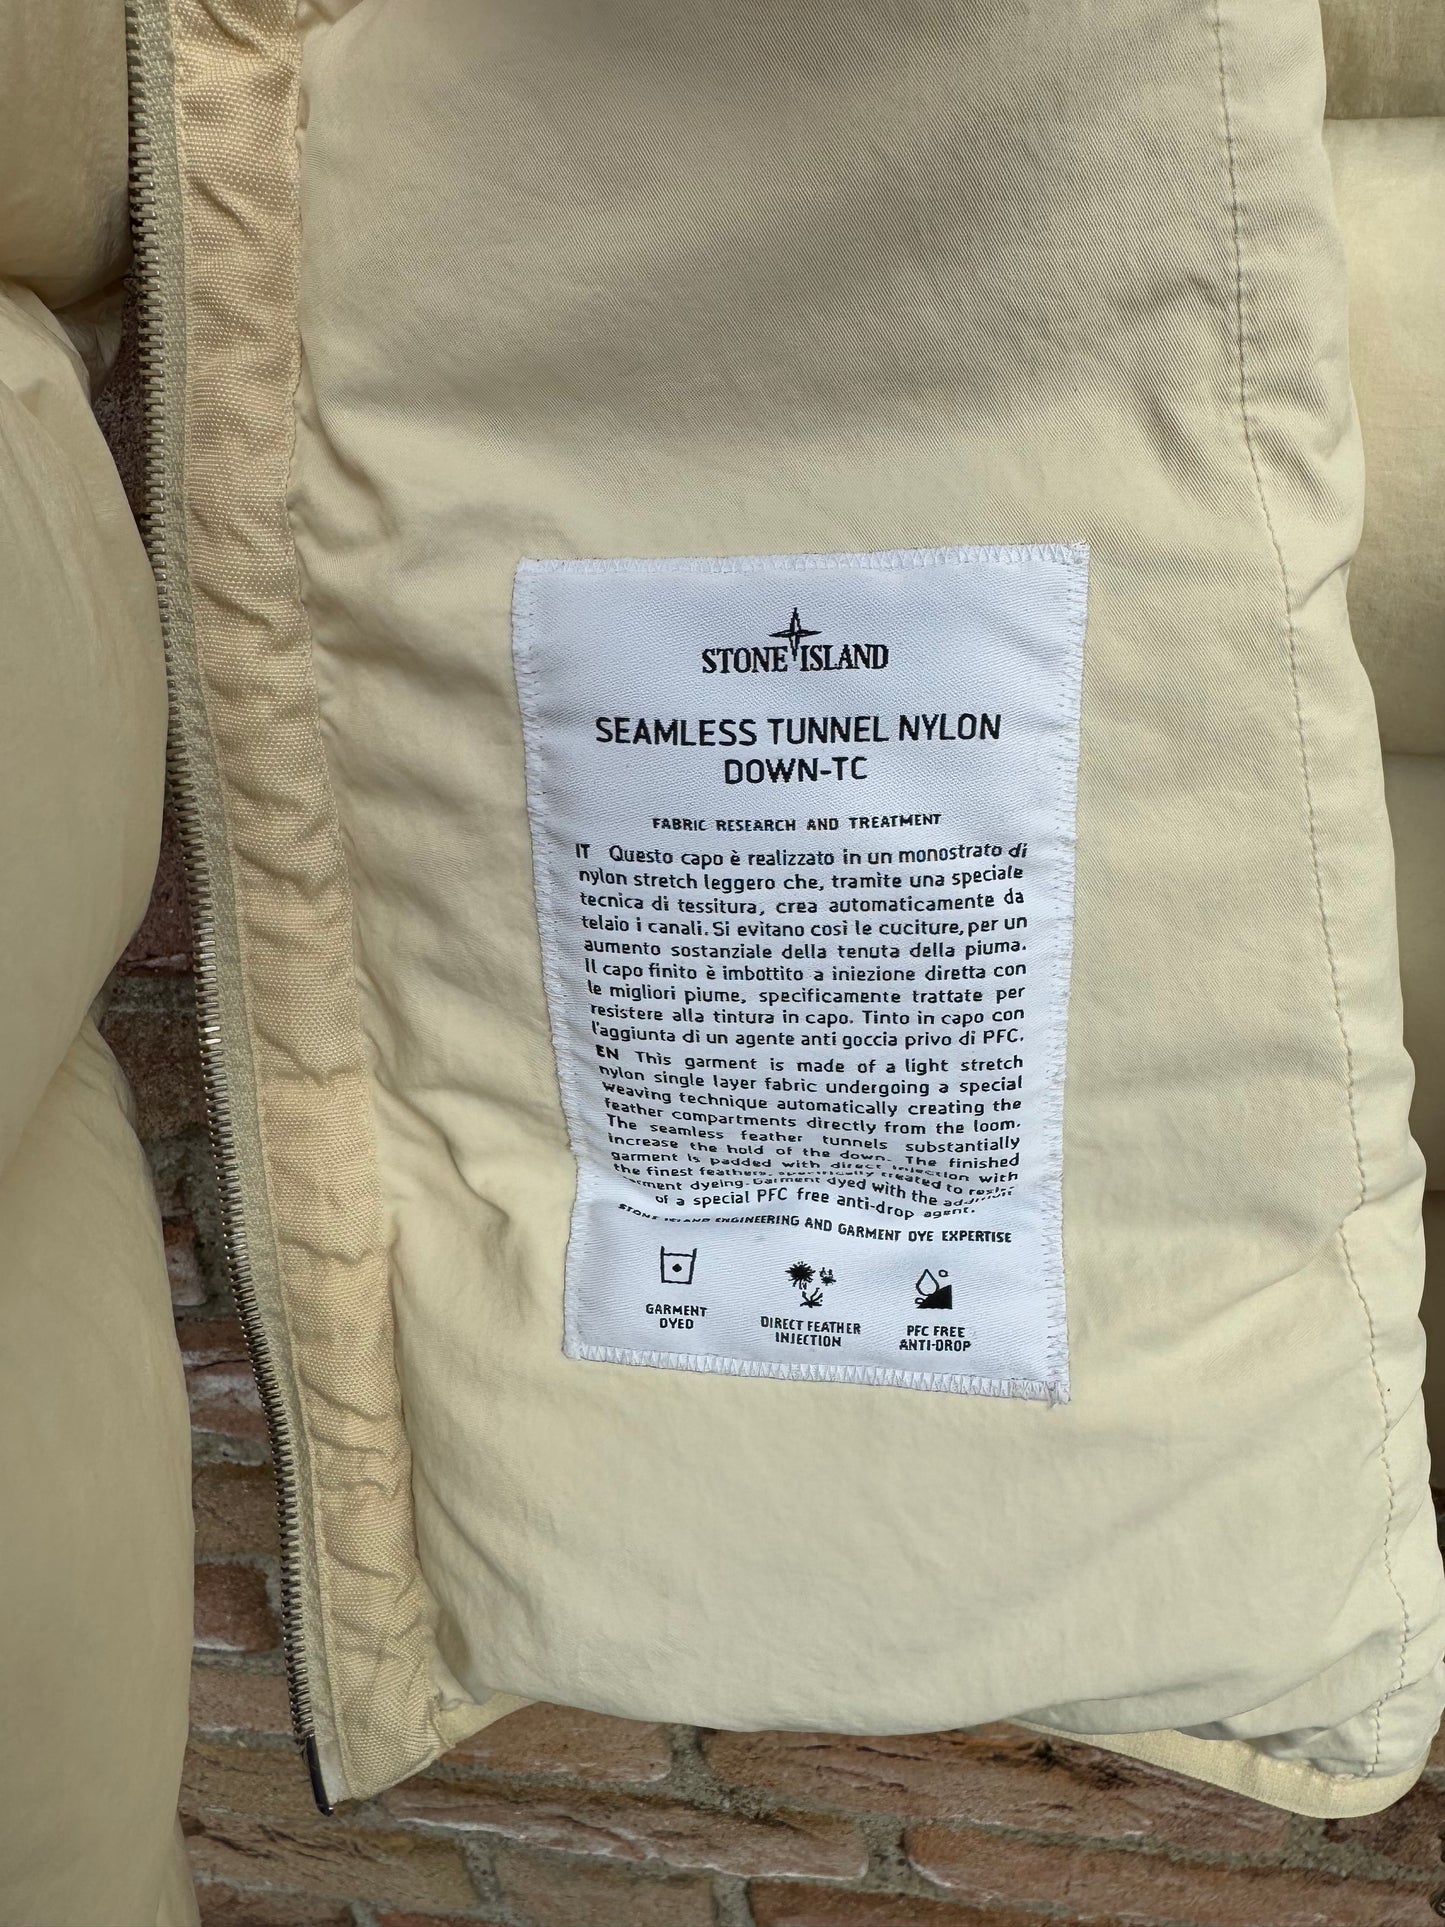 STONE ISLAND
SEAMLESS TUNNEL NYLON
DOWN-TC
FABRIC RESEARCH AND TREATMENT
IT Questo capo è realizzato in un monostrato di
nylon stretch leggero che, tramite una speciale
tecnica di tessitura, crea automaticamente da
telaio i canali. Si evitano così le cuciture, per un
aumento sostanziale della tenuta della piuma.
Il capo finito è imbottito a iniezione diretta con
le migliori piume, specificamente trattate per
resistere alla tintura in capo. Tinto in capo con
l'aggiunta di un agente anti goccia privo di PFC.
EN This garment is made of a light stretch
nylon single layer fabric undergoing a special
weaving technique automatically creating the
feather compartments directly from the loom.
The seamless feather tunnels substantially
increase the hold of the down. The finished
garment is padded with direct injection with
the finest feathers, specifically treated to
dyeing. Garment dyed with the
of a special PFC free anti-drop agent.
STONE ISLAND ENGINEERING AND GARMENT DYE EXPERTISE
GARMENT
DYED
DIRECT FEATHER
INJECTION
PFC FREE
ANTI-DROP